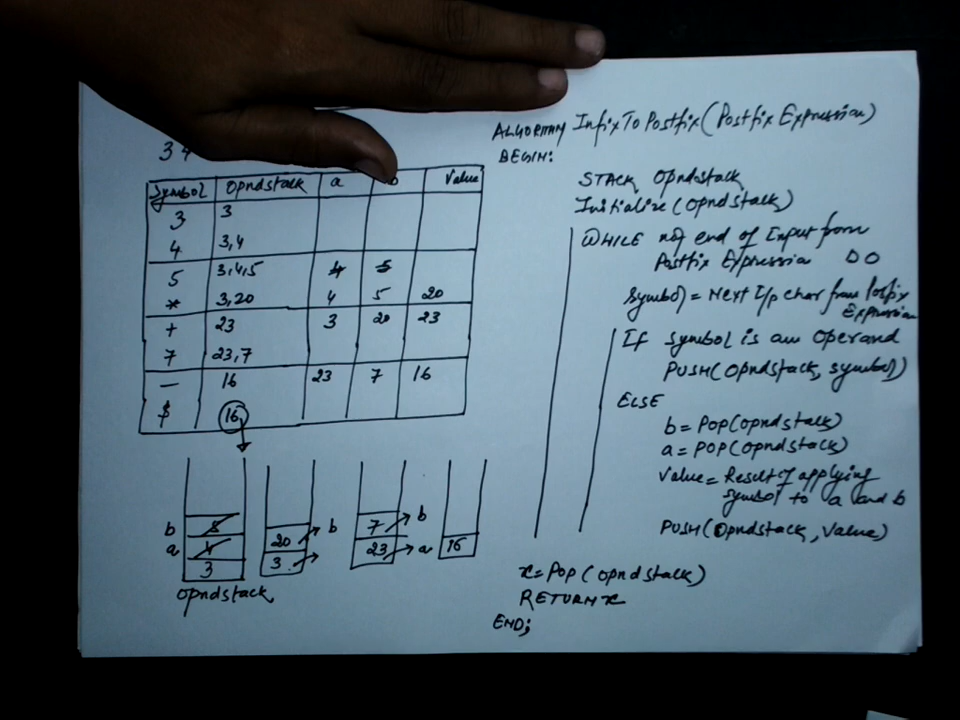 3 4
Symbol Opndstack a b Value
3 3
4 3,4
5 3,4,5 4 5
* 3,20 4 5 20
+ 23 3 20 23
7 23,7
— 16 23 7 16
$ 16
b 5
a 4
3
opndstack
20 b
3
7 b
23 a
16
ALGORITHM InfixToPostfix(Postfix Expression)
BEGIN:
STACK Opndstack
Initialize(Opndstack)
WHILE not end of Input from
Postfix Expression DO
Symbol = Next I/p char from Postfix
Expression
If Symbol is an Operand
PUSH(Opndstack, symbol)
ELSE
b = POP(opndstack)
a = POP(opndstack)
Value = Result of applying
symbol to a and b
PUSH(Opndstack, Value)
x = Pop(opndstack)
RETURN x
END;